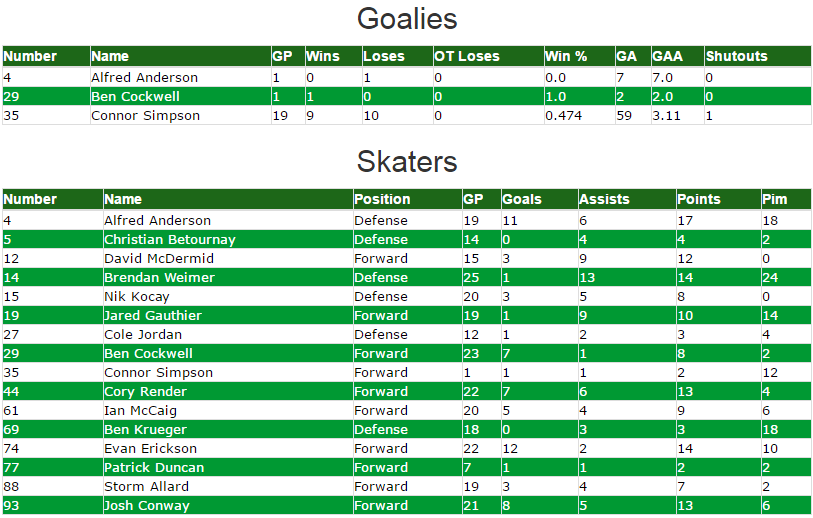 Goalies
Number Name GP Wins Loses OT Loses Win % GA GAA Shutouts
4 Alfred Anderson 1 0 1 0 0.0 7 7.0 0
29 Ben Cockwell 1 1 0 0 1.0 2 2.0 0
35 Connor Simpson 19 9 10 0 0.474 59 3.11 1
Skaters
Number Name Position GP Goals Assists Points Pim
4 Alfred Anderson Defense 19 11 6 17 18
5 Christian Betournay Defense 14 0 4 4 2
12 David McDermid Forward 15 3 9 12 0
14 Brendan Weimer Defense 25 1 13 14 24
15 Nik Kocay Defense 20 3 5 8 0
19 Jared Gauthier Forward 19 1 9 10 14
27 Cole Jordan Defense 12 1 2 3 4
29 Ben Cockwell Forward 23 7 1 8 2
35 Connor Simpson Forward 1 1 1 2 12
44 Cory Render Forward 22 7 6 13 4
61 Ian McCaig Forward 20 5 4 9 6
69 Ben Krueger Defense 18 0 3 3 18
74 Evan Erickson Forward 22 12 2 14 10
77 Patrick Duncan Forward 7 1 1 2 2
88 Storm Allard Forward 19 3 4 7 2
93 Josh Conway Forward 21 8 5 13 6